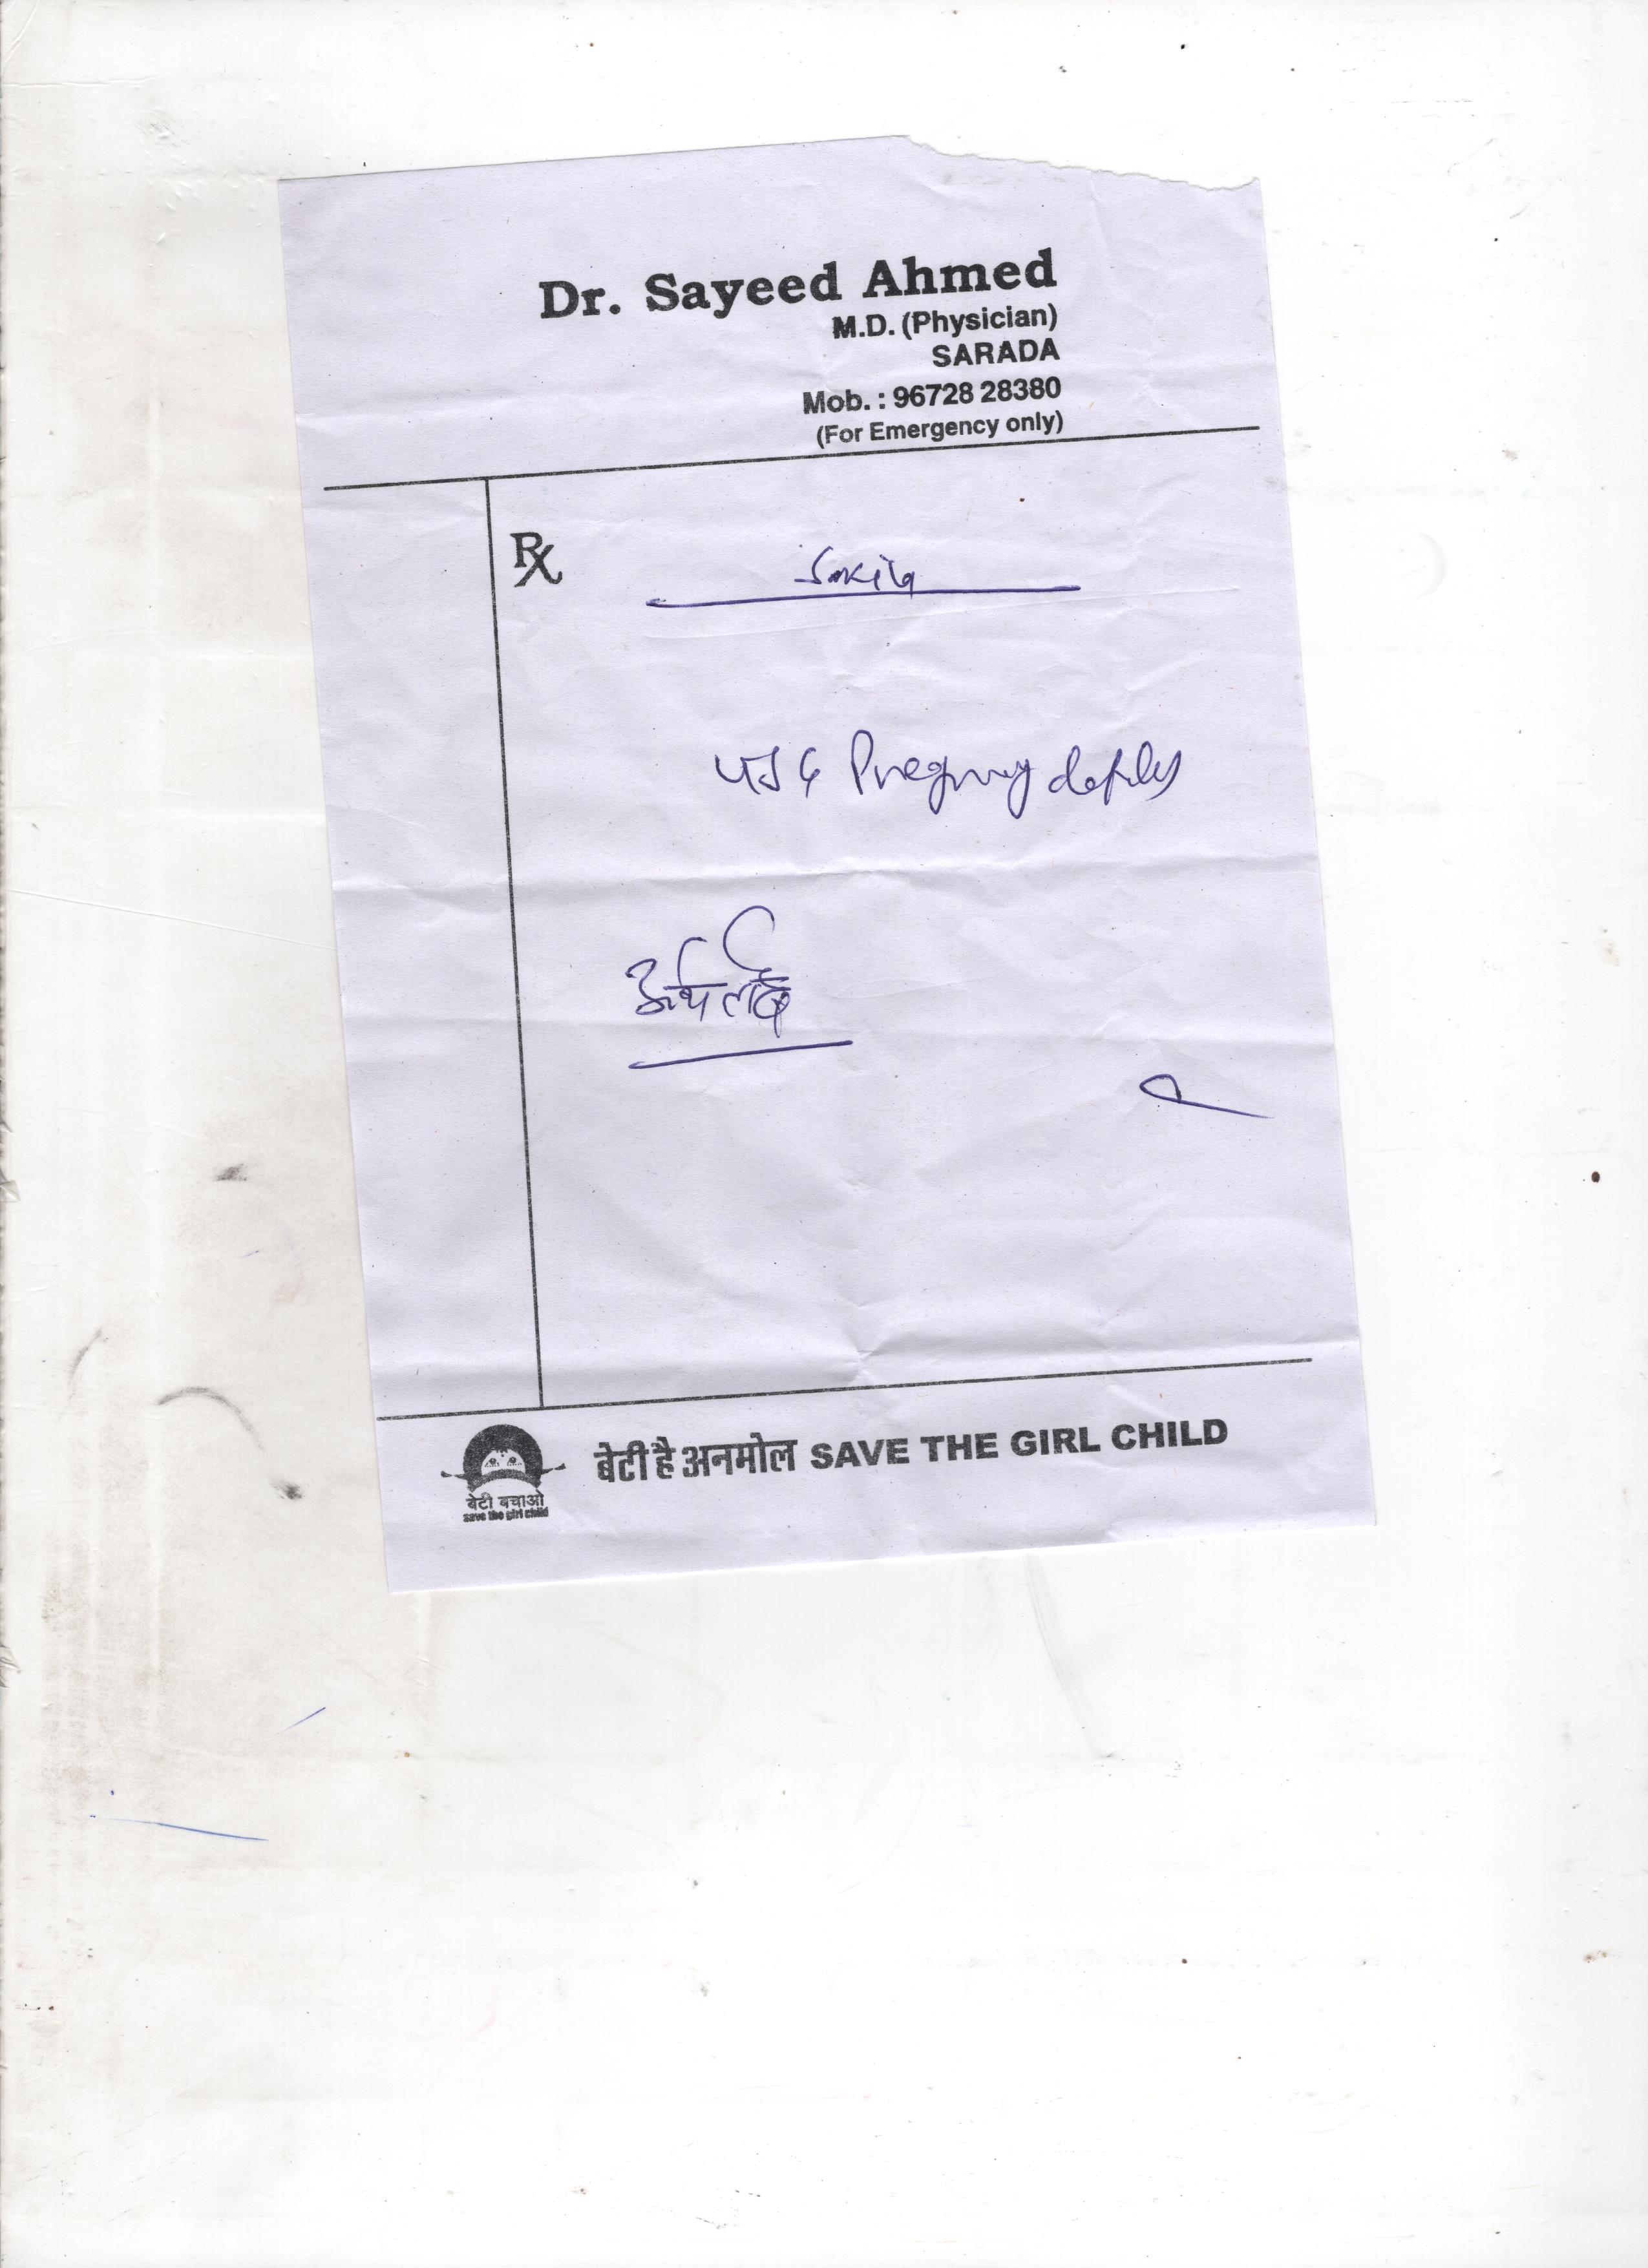 Dr. Sayeed Ahmed
M.D. (Physician)
SARADA
Mob. : 96728 28380
(For Emergency only)
Rx
USG Pregnancy
बेटी है अनमोल SAVE THE GIRL CHILD
बेटी बचाओ
save the girl child